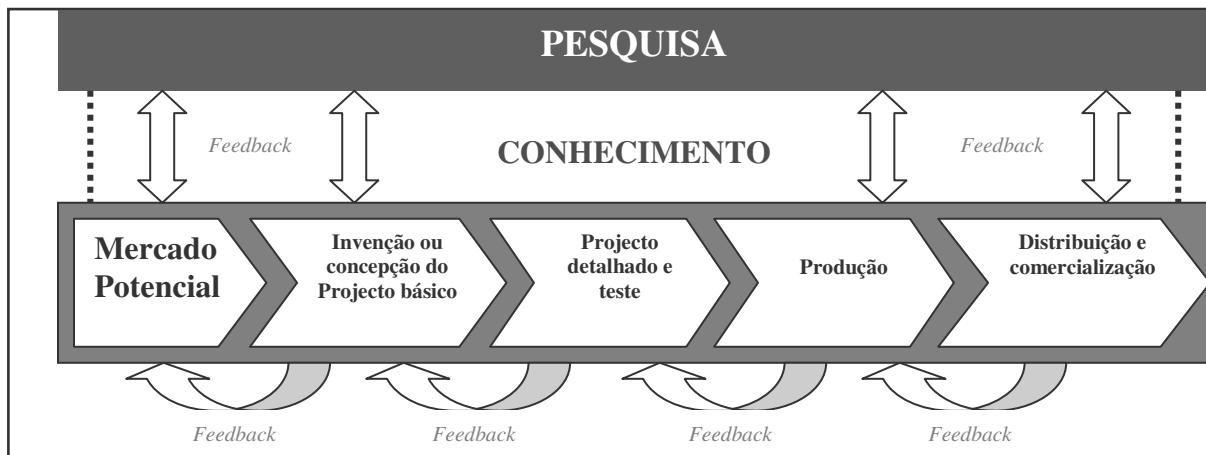 PESQUISA
Feedback
CONHECIMENTO
Feedback
Mercado
Potencial
Invenção ou
concepção do
Projecto básico
Projecto
detalhado e
teste
Produção
Distribuição e
comercialização
Feedback
Feedback
Feedback
Feedback